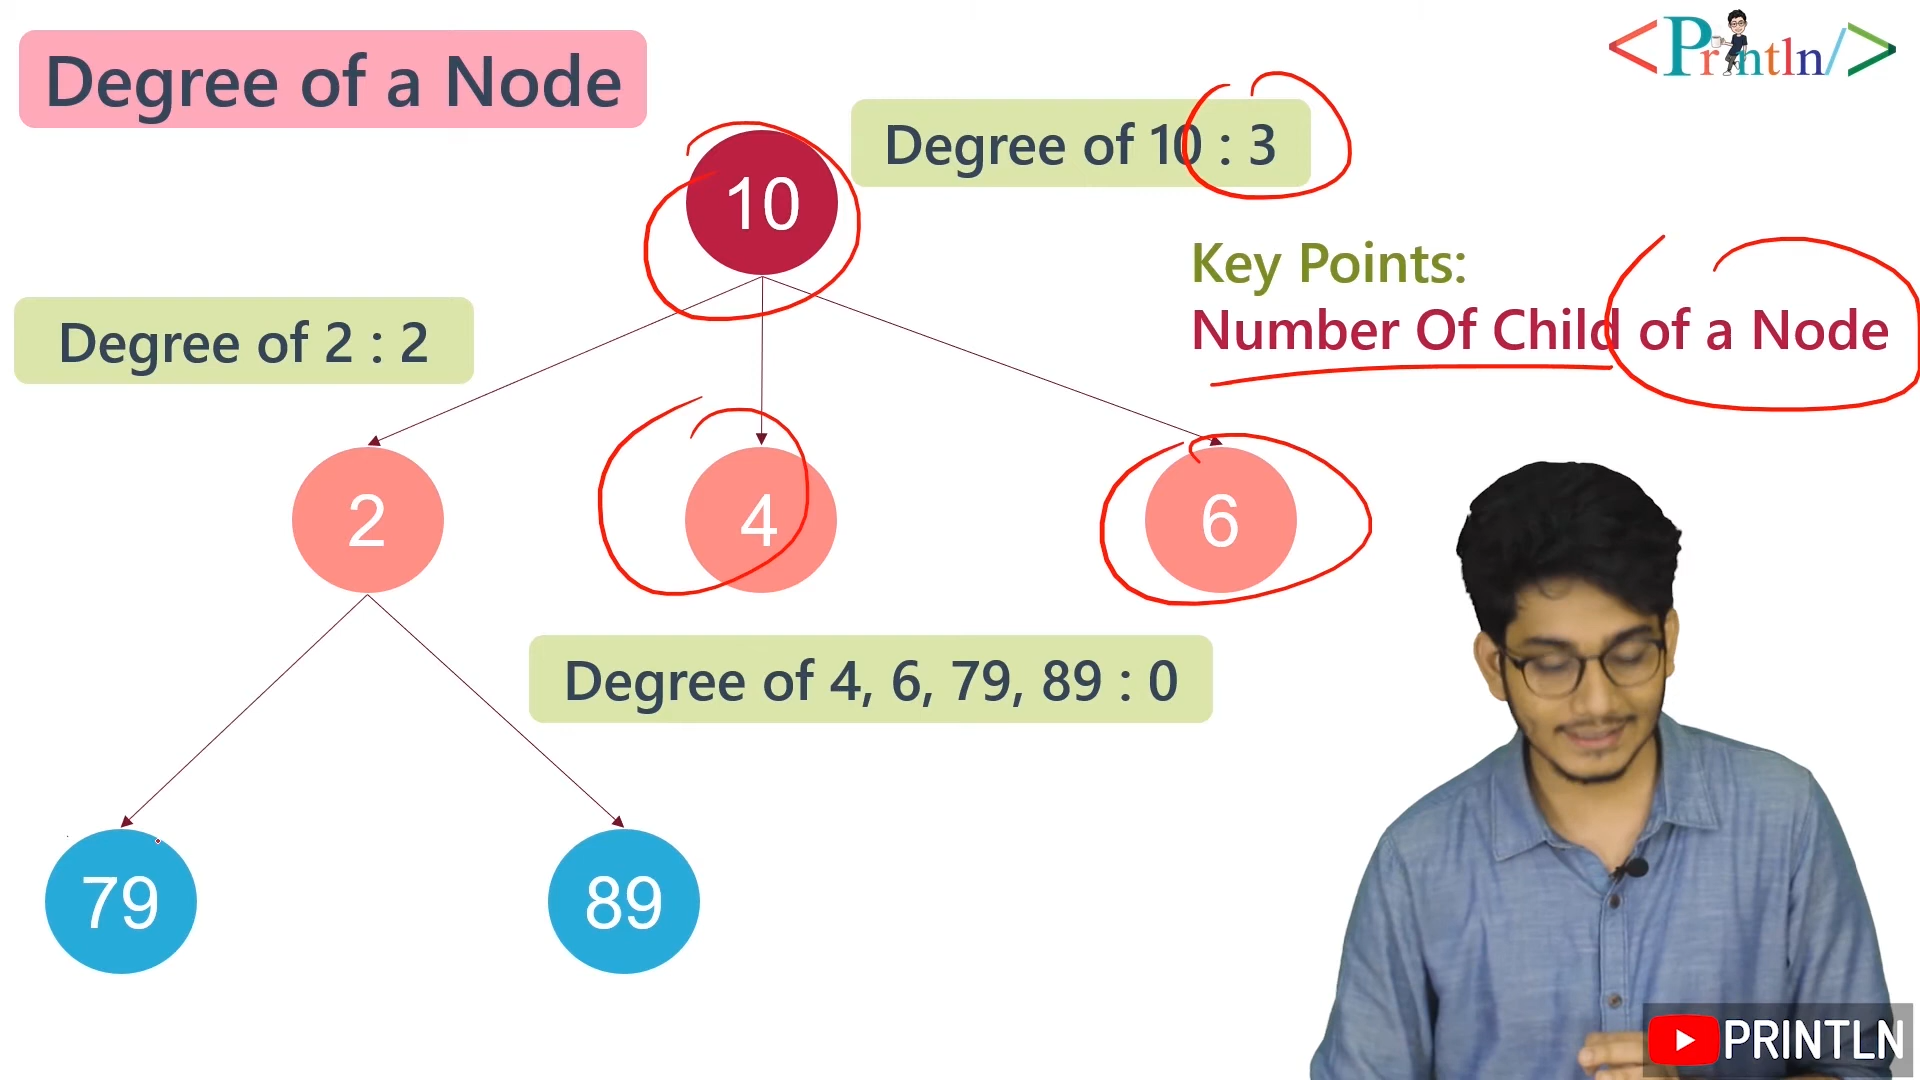 Degree of a Node
<Println/>
Degree of 10 : 3
10
Key Points:
Number Of Child of a Node
Degree of 2 : 2
2
4
6
Degree of 4, 6, 79, 89 : 0
79
89
PRINTLN